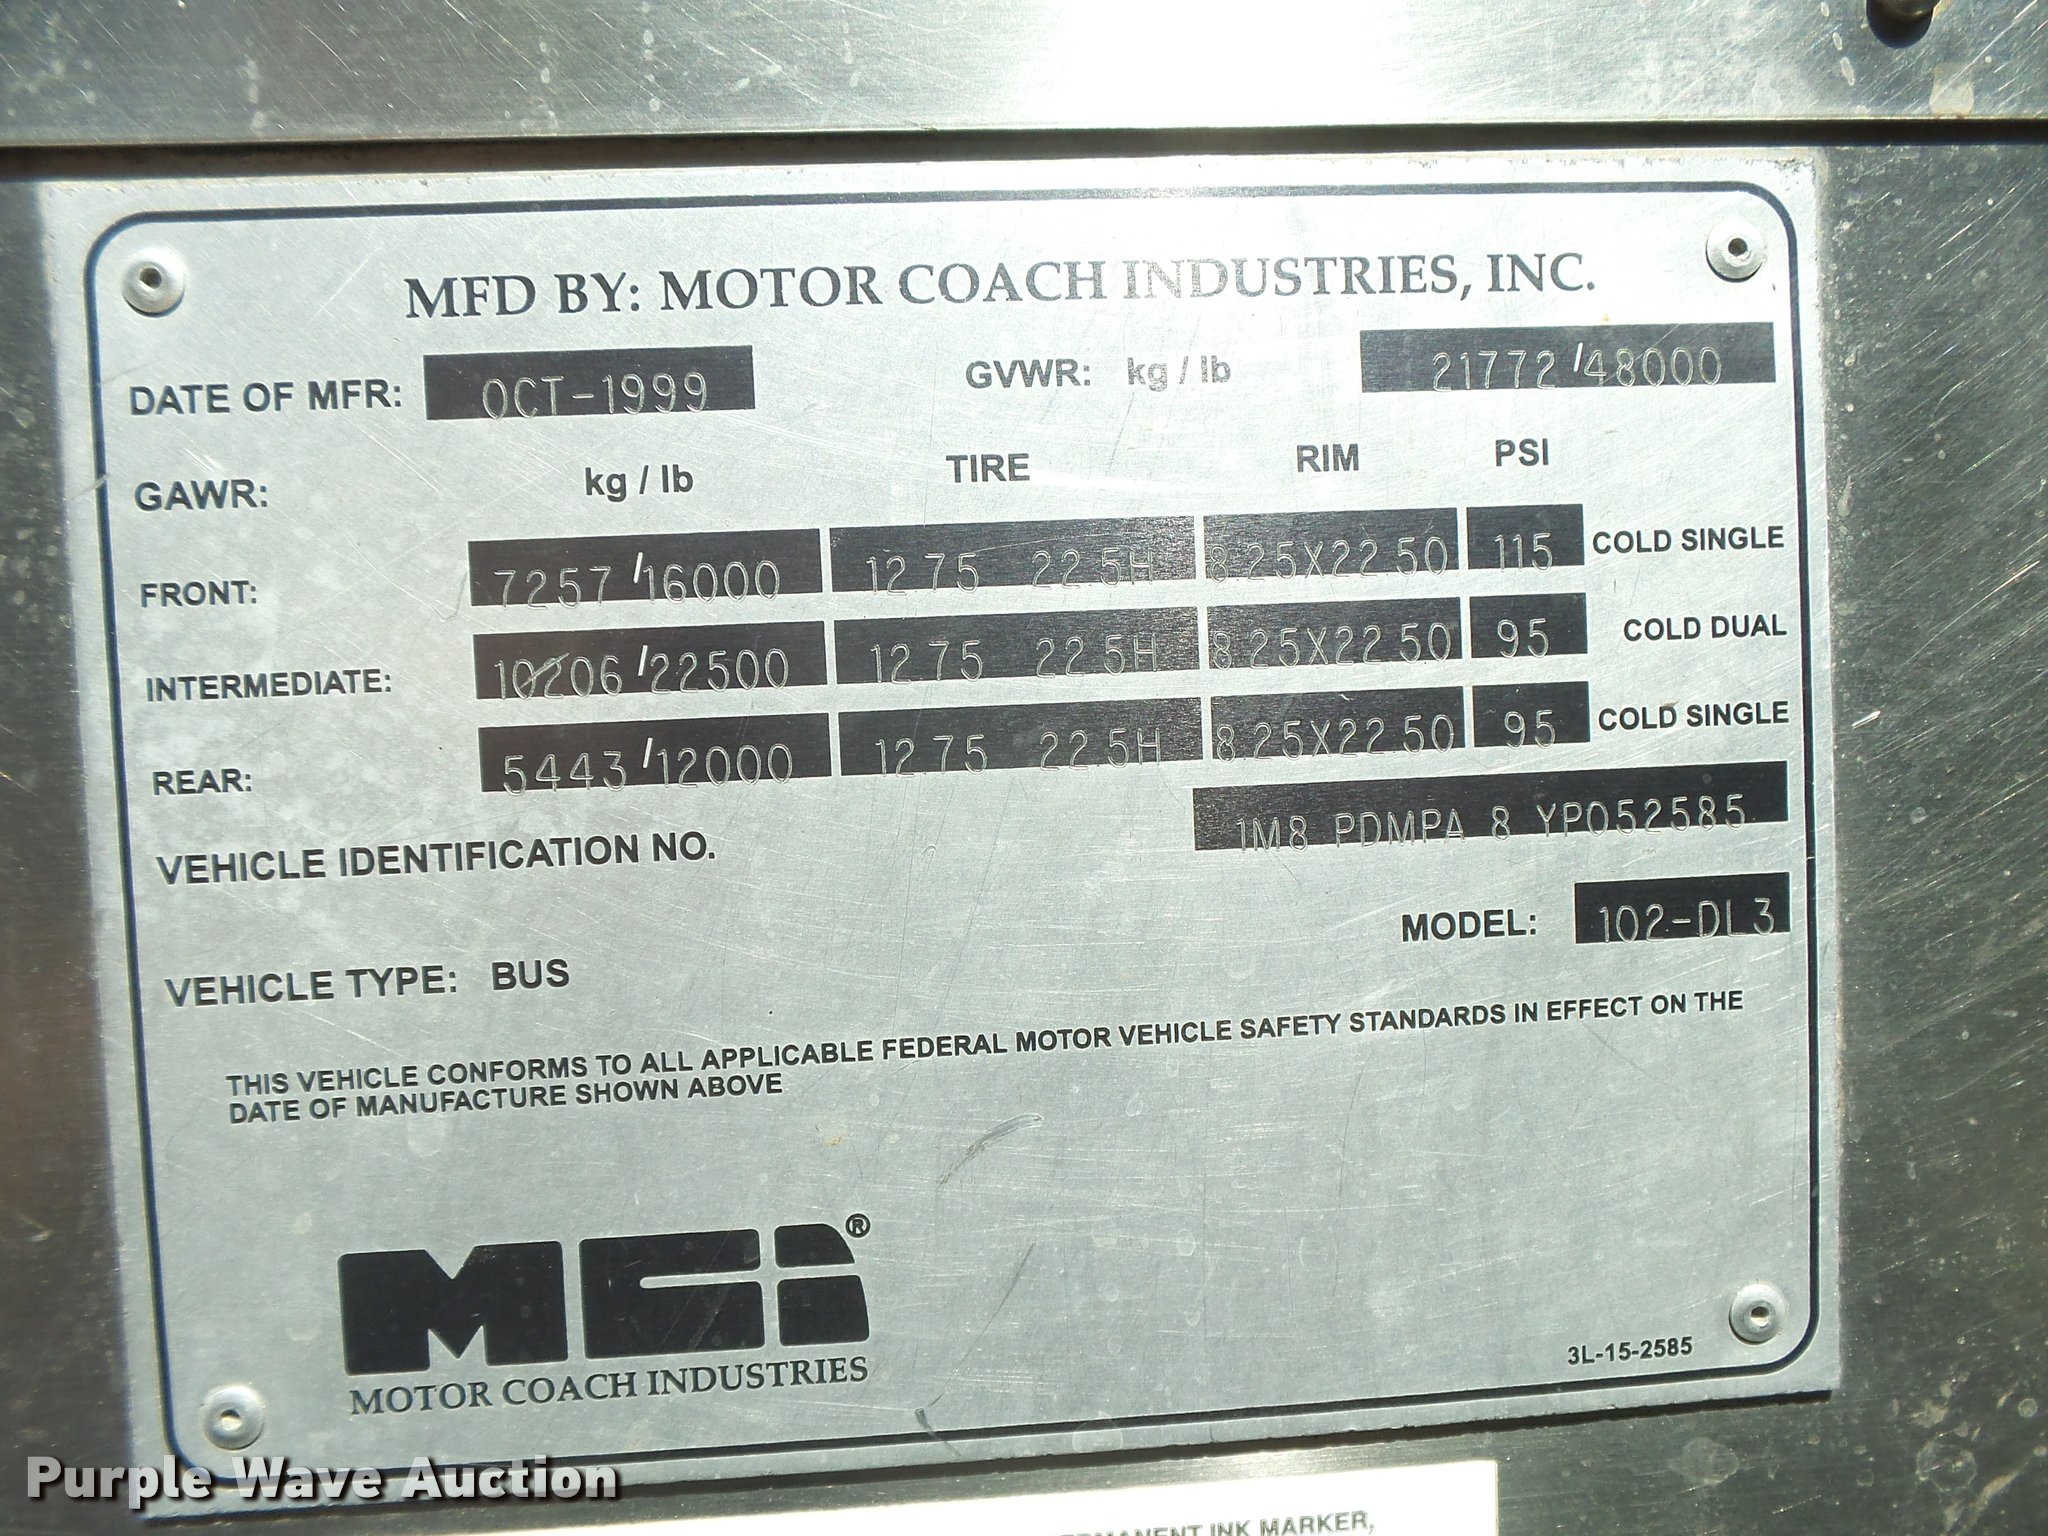 MFD BY: MOTOR COACH INDUSTRIES, INC.
DATE OF MFR: OCT-1999 GVWR: kg / lb 21772/48000
GAWR: kg / lb TIRE RIM PSI
FRONT: 7257/16000 12.75 22.5H 8.25X22.50 115 COLD SINGLE
INTERMEDIATE: 10206/22500 12.75 22.5H 8.25X22.50 95 COLD DUAL
REAR: 5443/12000 12.75 22.5H 8.25X22.50 95 COLD SINGLE
VEHICLE IDENTIFICATION NO. 1M8 PDMPA 8 YP052585
MODEL: 102-DL3
VEHICLE TYPE: BUS
THIS VEHICLE CONFORMS TO ALL APPLICABLE FEDERAL MOTOR VEHICLE SAFETY STANDARDS IN EFFECT ON THE
DATE OF MANUFACTURE SHOWN ABOVE
MCI®
MOTOR COACH INDUSTRIES
3L-15-2585
Purple Wave Auction
INK MARKER,